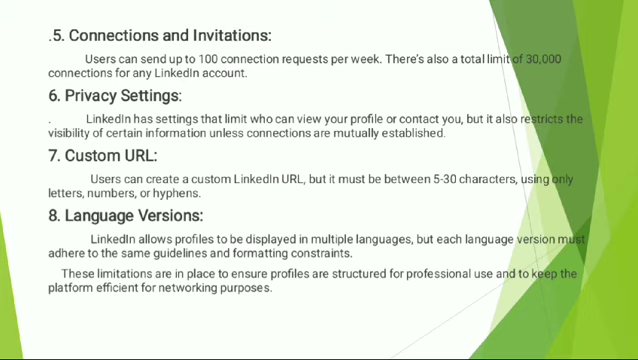 .5. Connections and Invitations:
Users can send up to 100 connection requests per week. There's also a total limit of 30,000
connections for any LinkedIn account.
6. Privacy Settings:
. LinkedIn has settings that limit who can view your profile or contact you, but it also restricts the
visibility of certain information unless connections are mutually established.
7. Custom URL:
Users can create a custom LinkedIn URL, but it must be between 5-30 characters, using only
letters, numbers, or hyphens.
8. Language Versions:
LinkedIn allows profiles to be displayed in multiple languages, but each language version must
adhere to the same guidelines and formatting constraints.
These limitations are in place to ensure profiles are structured for professional use and to keep the
platform efficient for networking purposes.